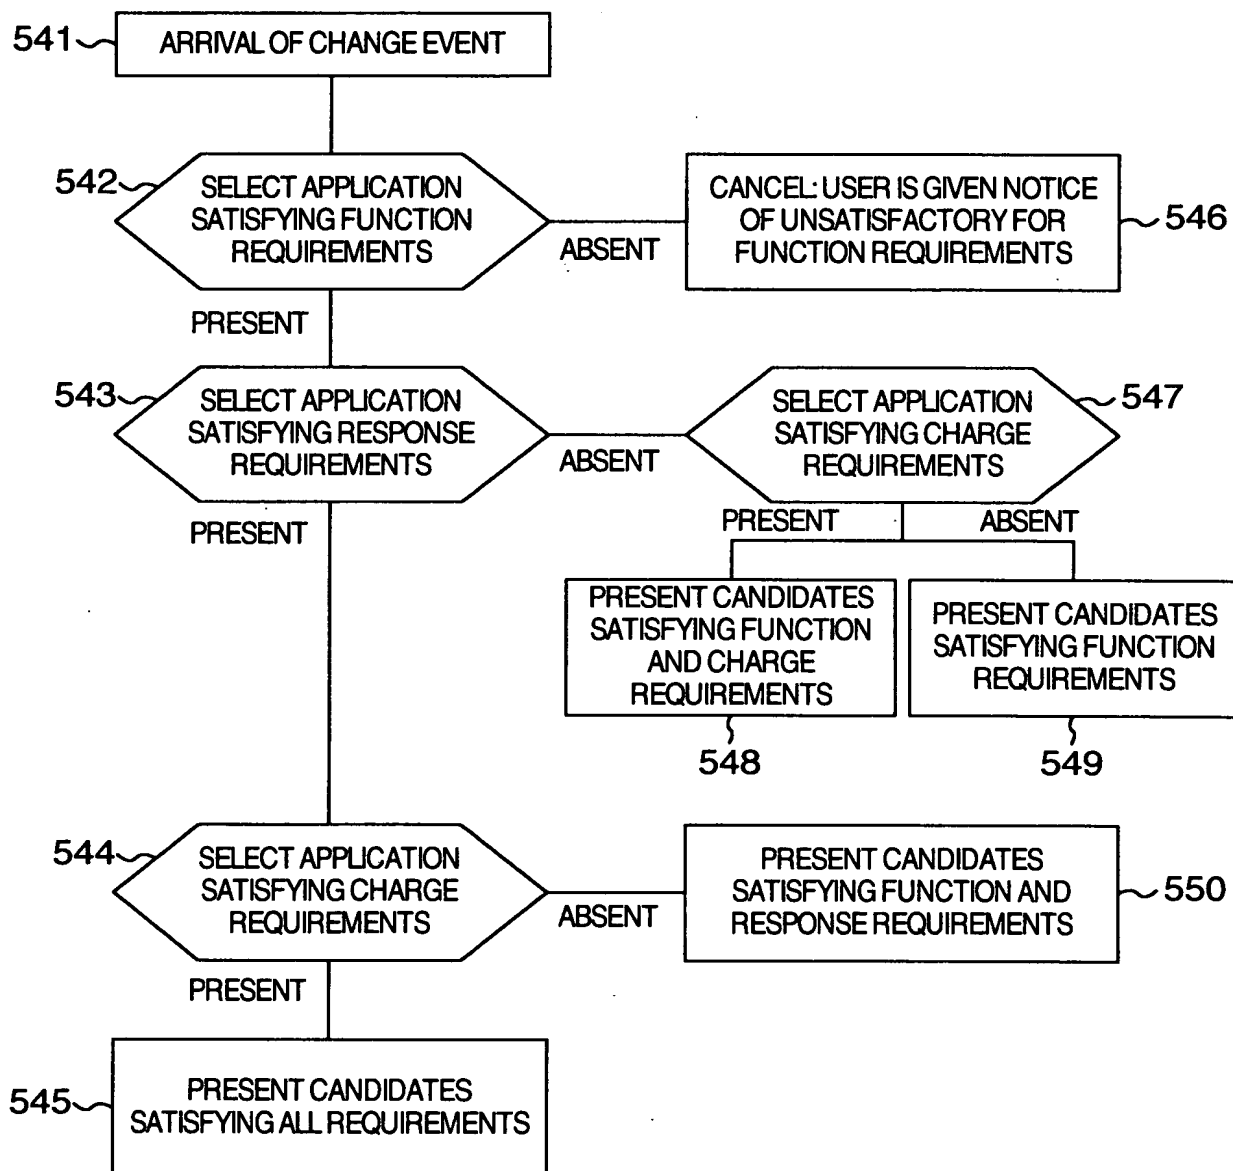 541
ARRIVAL OF CHANGE EVENT
542
SELECT APPLICATION
SATISFYING FUNCTION
REQUIREMENTS
ABSENT
CANCEL: USER IS GIVEN NOTICE
OF UNSATISFACTORY FOR
FUNCTION REQUIREMENTS
546
PRESENT
543
SELECT APPLICATION
SATISFYING RESPONSE
REQUIREMENTS
ABSENT
SELECT APPLICATION
SATISFYING CHARGE
REQUIREMENTS
547
PRESENT
PRESENT
ABSENT
PRESENT CANDIDATES
SATISFYING FUNCTION
AND CHARGE
REQUIREMENTS
548
PRESENT CANDIDATES
SATISFYING FUNCTION
REQUIREMENTS
549
544
SELECT APPLICATION
SATISFYING CHARGE
REQUIREMENTS
ABSENT
PRESENT CANDIDATES
SATISFYING FUNCTION AND
RESPONSE REQUIREMENTS
550
PRESENT
545
PRESENT CANDIDATES
SATISFYING ALL REQUIREMENTS